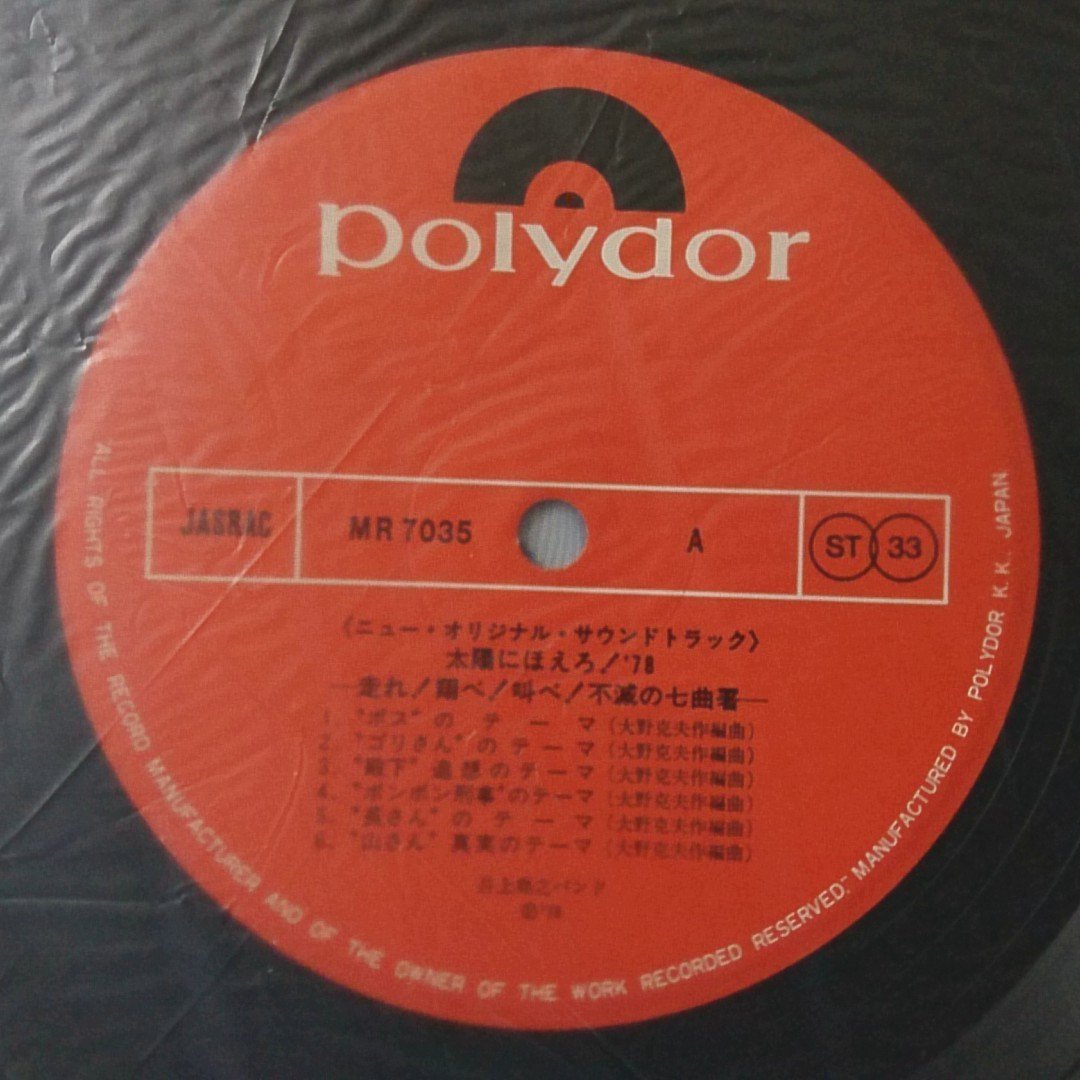 polydor
JASRAC MR 7035 A ST 33
〈ニュー・オリジナル・サウンドトラック〉
太陽にほえろ!'78
—走れ!翔べ!叫べ!不滅の七曲署—
1. "ボス"のテーマ(大野克夫作編曲)
2. "ゴリさん"のテーマ(大野克夫作編曲)
3. "殿下"追想のテーマ(大野克夫作編曲)
4. "ボンボン刑事"のテーマ(大野克夫作編曲)
5. "長さん"のテーマ(大野克夫作編曲)
6. "山さん"真実のテーマ(大野克夫作編曲)
井上堯之バンド
℗'78
ALL RIGHTS OF THE RECORD MANUFACTURER AND OF THE OWNER OF THE WORK RECORDED RESERVED. MANUFACTURED BY POLYDOR K.K. JAPAN